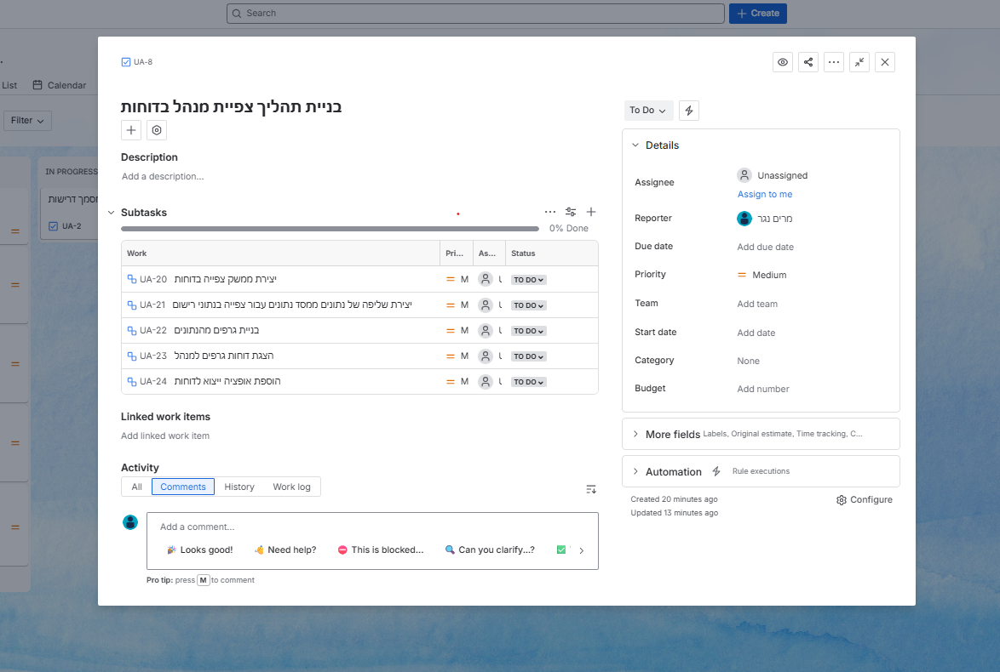 Search
Create
UA-8
List
Calendar
Filter
IN PROGRESS
מסמך דרישות
UA-2
בניית תהליך צפיית מנהל בדוחות
Description
Add a description...
Subtasks
0% Done
Work Pri... As... Status
UA-20 יצירת ממשק צפייה בדוחות M TO DO
UA-21 יצירת שליפה של נתונים ממסד נתונים עבור צפייה בנתוני רישום M TO DO
UA-22 בניית גרפים מהנתונים M TO DO
UA-23 הצגת דוחות גרפים למנהל M TO DO
UA-24 הוספת אופציה ייצוא לדוחות M TO DO
Linked work items
Add linked work item
Activity
All Comments History Work log
Add a comment...
Looks good! Need help? This is blocked... Can you clarify...?
Pro tip: press M to comment
To Do
Details
Assignee Unassigned
Assign to me
Reporter מרים נגר
Due date Add due date
Priority Medium
Team Add team
Start date Add date
Category None
Budget Add number
More fields Labels, Original estimate, Time tracking, C...
Automation Rule executions
Created 20 minutes ago
Configure
Updated 13 minutes ago